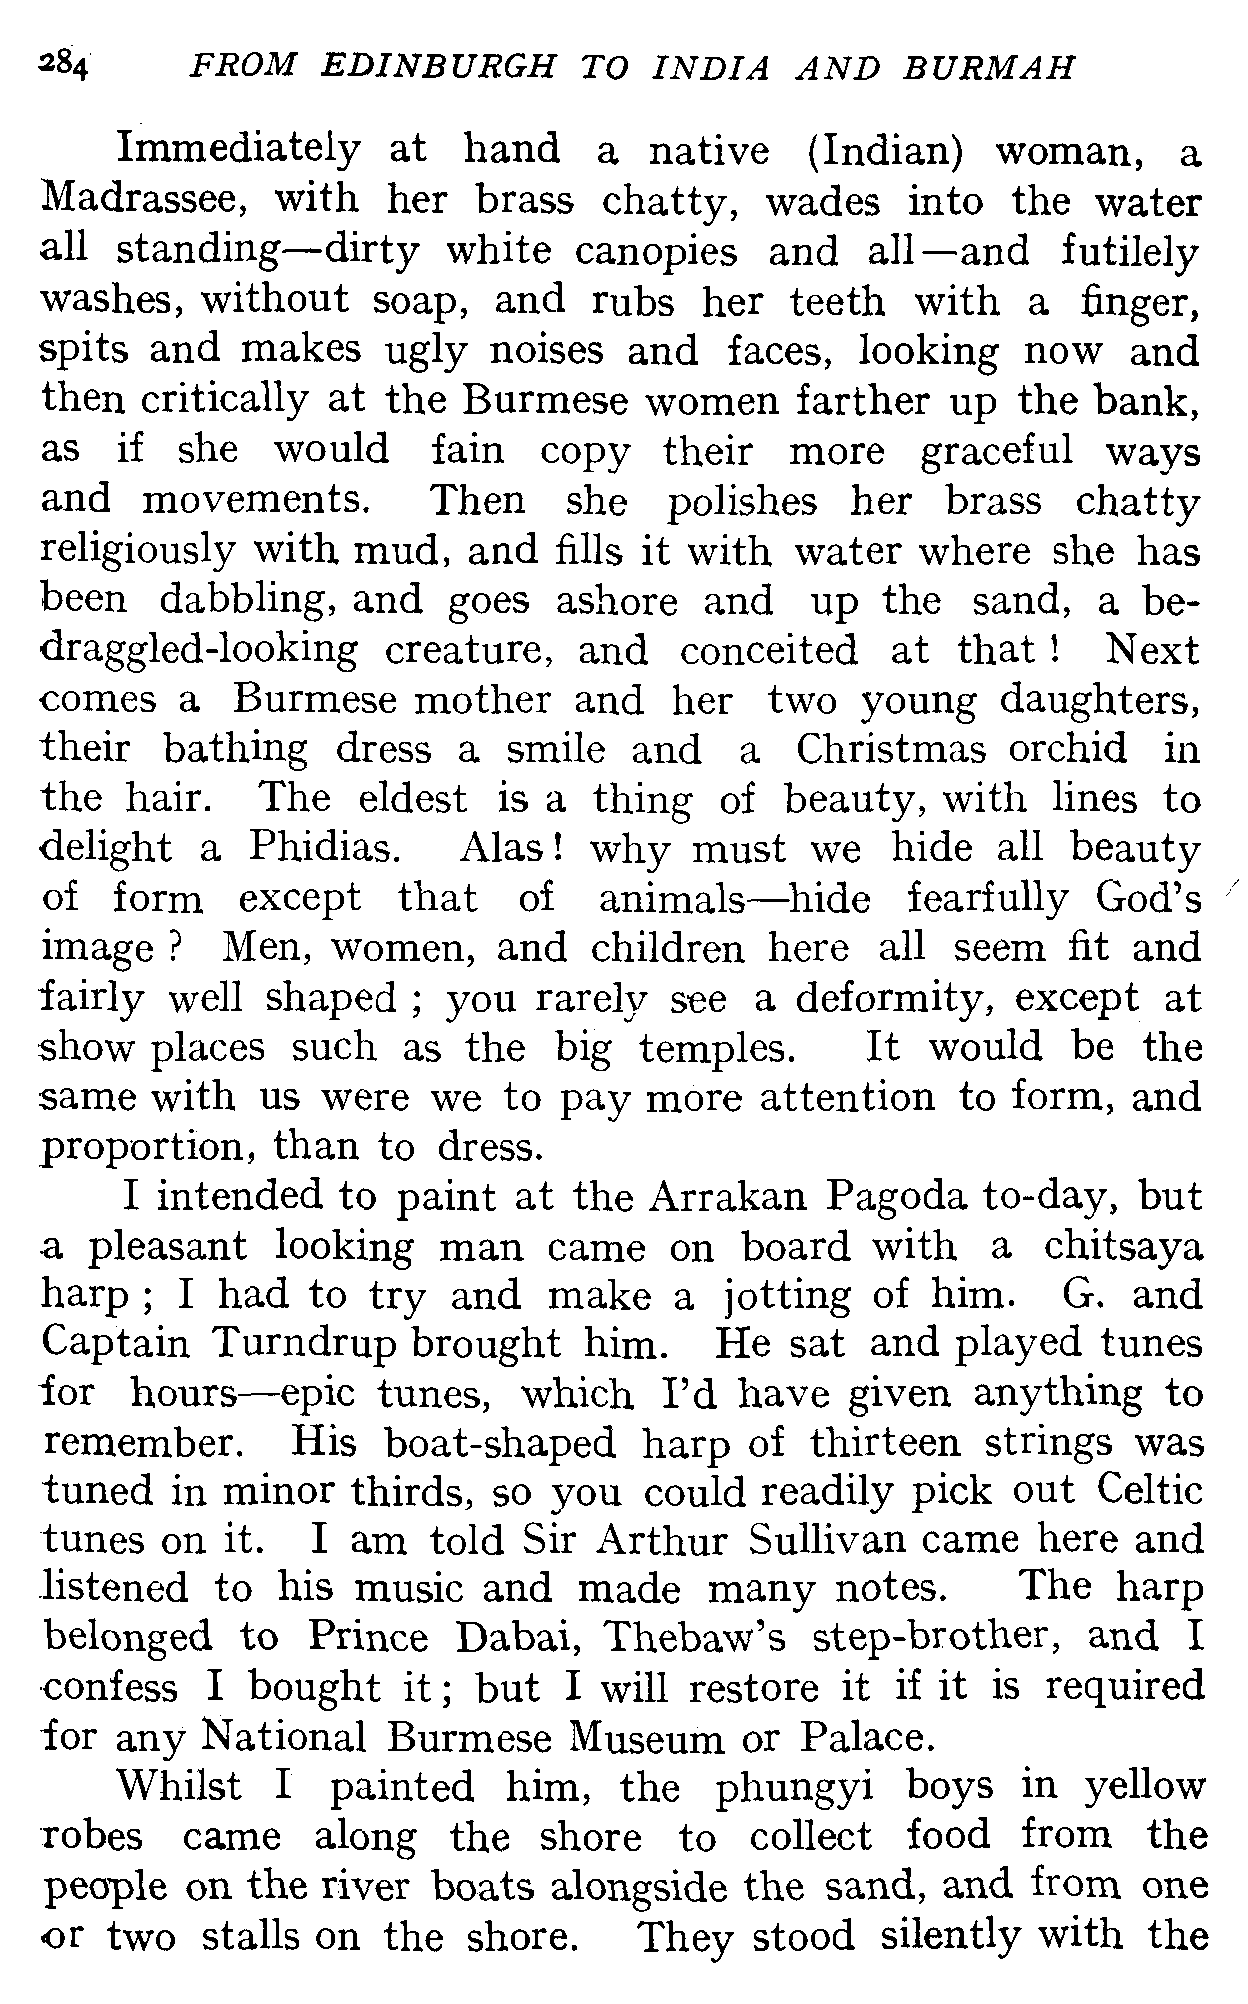 284 FROM EDINBURGH TO INDIA AND BURMAH
Immediately at hand a native (Indian) woman, a
Madrassee, with her brass chatty, wades into the water
all standing—dirty white canopies and all—and futilely
washes, without soap, and rubs her teeth with a finger,
spits and makes ugly noises and faces, looking now and
then critically at the Burmese women farther up the bank,
as if she would fain copy their more graceful ways
and movements. Then she polishes her brass chatty
religiously with mud, and fills it with water where she has
been dabbling, and goes ashore and up the sand, a be-
draggled-looking creature, and conceited at that ! Next
comes a Burmese mother and her two young daughters,
their bathing dress a smile and a Christmas orchid in
the hair. The eldest is a thing of beauty, with lines to
delight a Phidias. Alas ! why must we hide all beauty
of form except that of animals—hide fearfully God's
image ? Men, women, and children here all seem fit and
fairly well shaped ; you rarely see a deformity, except at
show places such as the big temples. It would be the
same with us were we to pay more attention to form, and
proportion, than to dress.
I intended to paint at the Arrakan Pagoda to-day, but
a pleasant looking man came on board with a chitsaya
harp ; I had to try and make a jotting of him. G. and
Captain Turndrup brought him. He sat and played tunes
for hours—epic tunes, which I'd have given anything to
remember. His boat-shaped harp of thirteen strings was
tuned in minor thirds, so you could readily pick out Celtic
tunes on it. I am told Sir Arthur Sullivan came here and
listened to his music and made many notes. The harp
belonged to Prince Dabai, Thebaw's step-brother, and I
confess I bought it ; but I will restore it if it is required
for any National Burmese Museum or Palace.
Whilst I painted him, the phungyi boys in yellow
robes came along the shore to collect food from the
people on the river boats alongside the sand, and from one
or two stalls on the shore. They stood silently with the